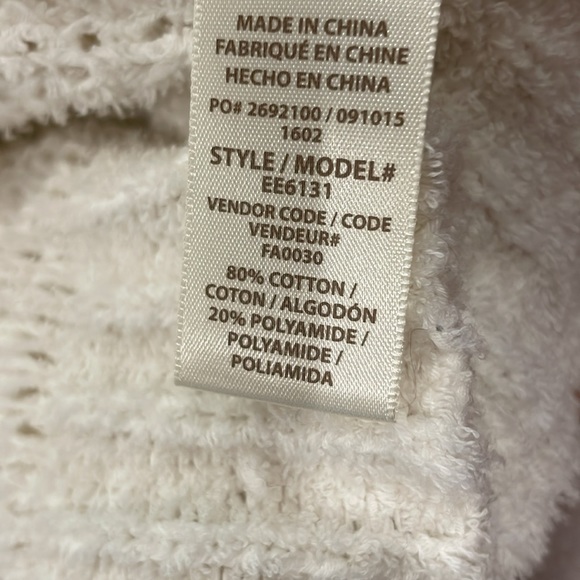 MADE IN CHINA
FABRIQUÉ EN CHINE
HECHO EN CHINA
PO# 2692100 / 091015
1602
STYLE / MODEL#
EE6131
VENDOR CODE / CODE
VENDEUR#
FA0030
80% COTTON /
COTON / ALGODÓN
20% POLYAMIDE /
POLYAMIDE /
POLIAMIDA